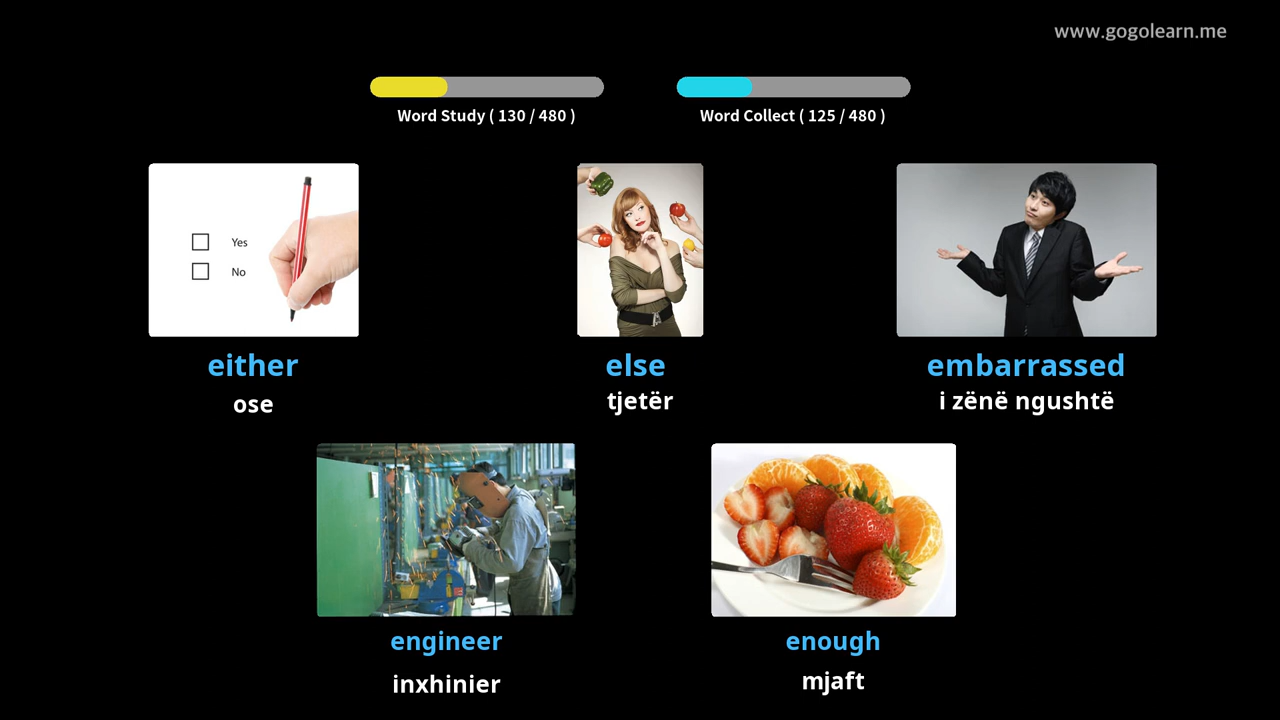 www.gogolearn.me
Word Study ( 130 / 480 )
Word Collect ( 125 / 480 )
Yes
No
either
ose
else
tjetër
embarrassed
i zënë ngushtë
engineer
inxhinier
enough
mjaft